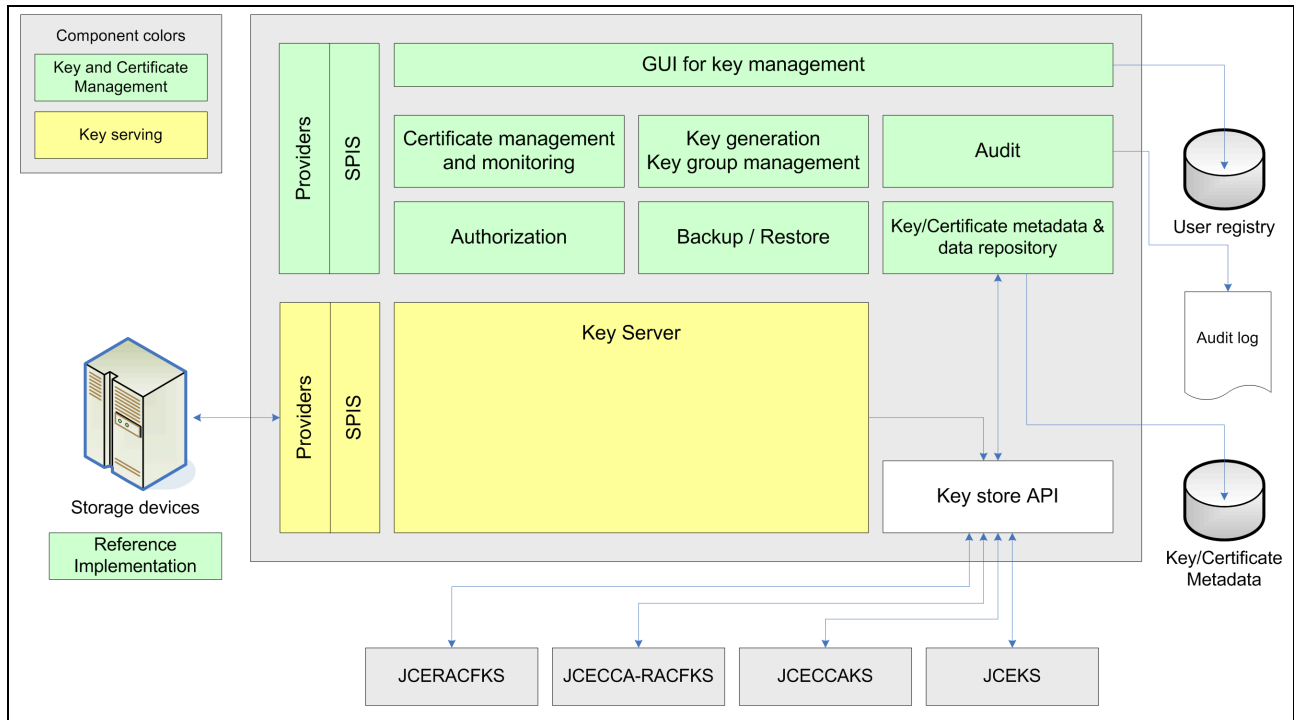 Component colors
Key and Certificate
Management
Key serving
Providers
SPIS
GUI for key management
Certificate management
and monitoring
Key generation
Key group management
Audit
Authorization
Backup / Restore
Key/Certificate metadata &
data repository
User registry
Audit log
Providers
SPIS
Key Server
Key store API
Storage devices
Reference
Implementation
Key/Certificate
Metadata
JCERACFKS
JCECCA-RACFKS
JCECCAKS
JCEKS